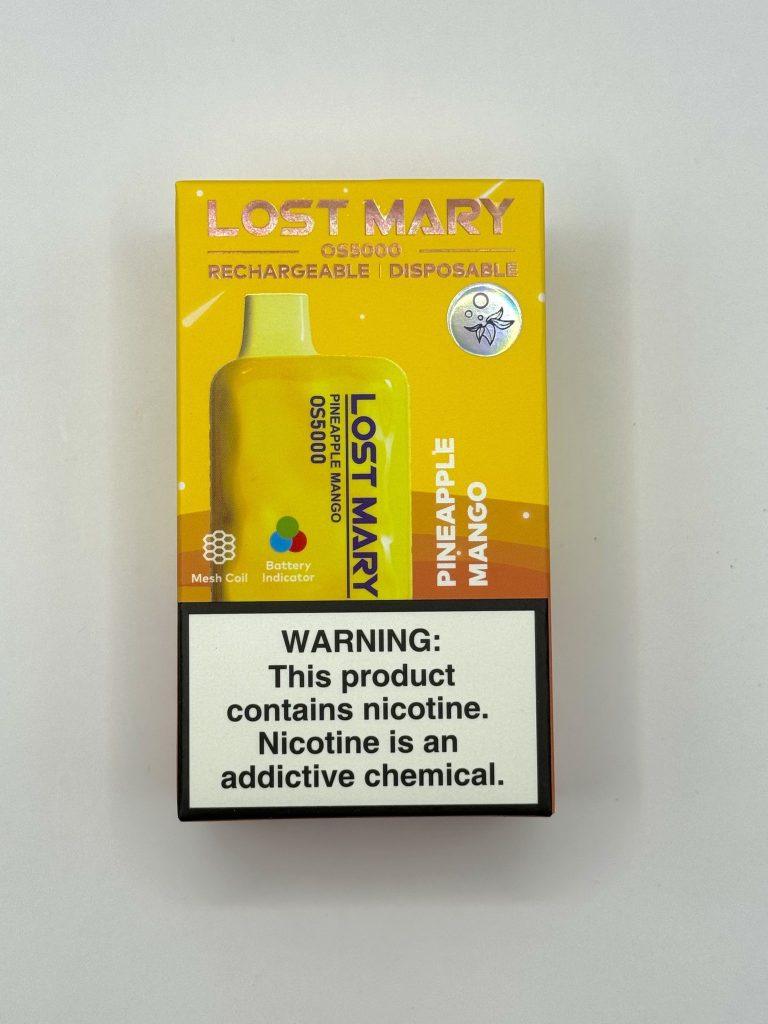 LOST MARY
OS5000
RECHARGEABLE | DISPOSABLE
LOST MARY
PINEAPPLE MANGO
OS5000
PINEAPPLE
MANGO
Mesh Coil
Battery
Indicator
WARNING:
This product
contains nicotine.
Nicotine is an
addictive chemical.